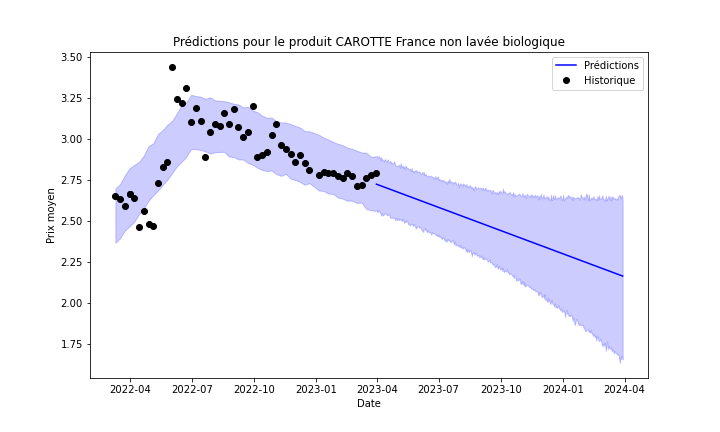 Prédictions pour le produit CAROTTE France non lavée biologique
Prédictions
Historique
Prix moyen
3.50
3.25
3.00
2.75
2.50
2.25
2.00
1.75
2022-04 2022-07 2022-10 2023-01 2023-04 2023-07 2023-10 2024-01 2024-04
Date